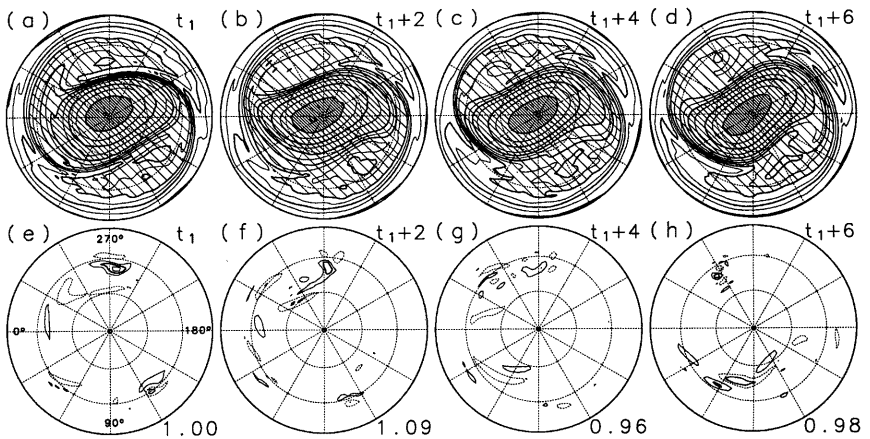 (a) t₁ (b) t₁+2 (c) t₁+4 (d) t₁+6
(e) t₁ (f) t₁+2 (g) t₁+4 (h) t₁+6
270°
0° 180°
90°
1.00 1.09 0.96 0.98